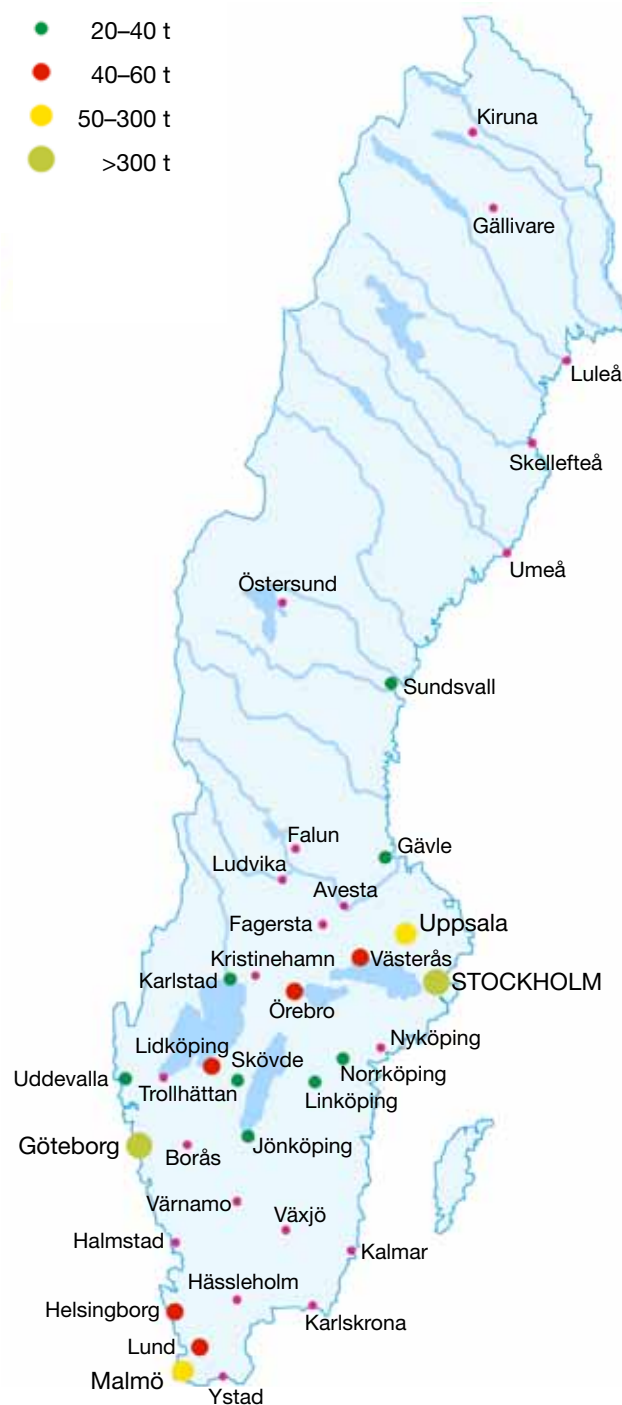 20–40 t
40–60 t
50–300 t
>300 t
Kiruna
Gällivare
Luleå
Skellefteå
Umeå
Östersund
Sundsvall
Falun
Gävle
Ludvika
Avesta
Fagersta
Uppsala
Kristinehamn
Västerås
Karlstad
STOCKHOLM
Örebro
Nyköping
Lidköping
Skövde
Norrköping
Uddevalla
Trollhättan
Linköping
Göteborg
Borås
Jönköping
Värnamo
Växjö
Halmstad
Kalmar
Hässleholm
Helsingborg
Karlskrona
Lund
Malmö
Ystad